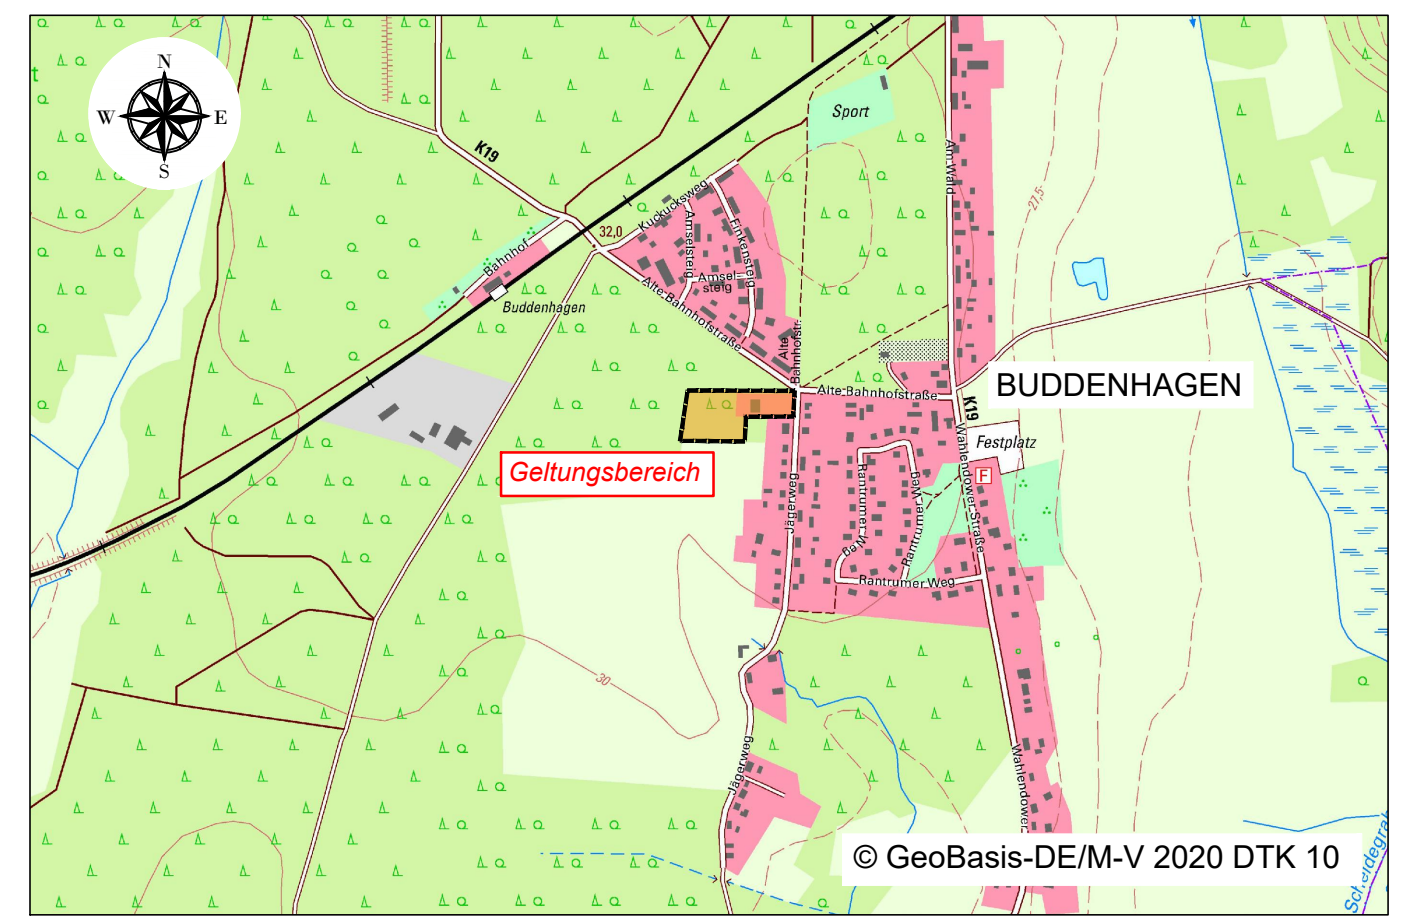 N
W
E
S
t
K19
Sport
Am Wald
27,5
Kuckucksweg
32,0
Amselsteig
Finkensteig
Bahnhof
Amsel-
steig
Buddenhagen
Alte-Bahnhofstraße
Alte
Bahnhofstr.
Alte-Bahnhofstraße
BUDDENHAGEN
K19
Festplatz
F
Geltungsbereich
Jägerweg
Rantrumer Weg
Rantrumer Weg
Wahlendower Straße
Rantrumer Weg
30
Jägerweg
Wahlendower
© GeoBasis-DE/M-V 2020 DTK 10
Scheidegrab